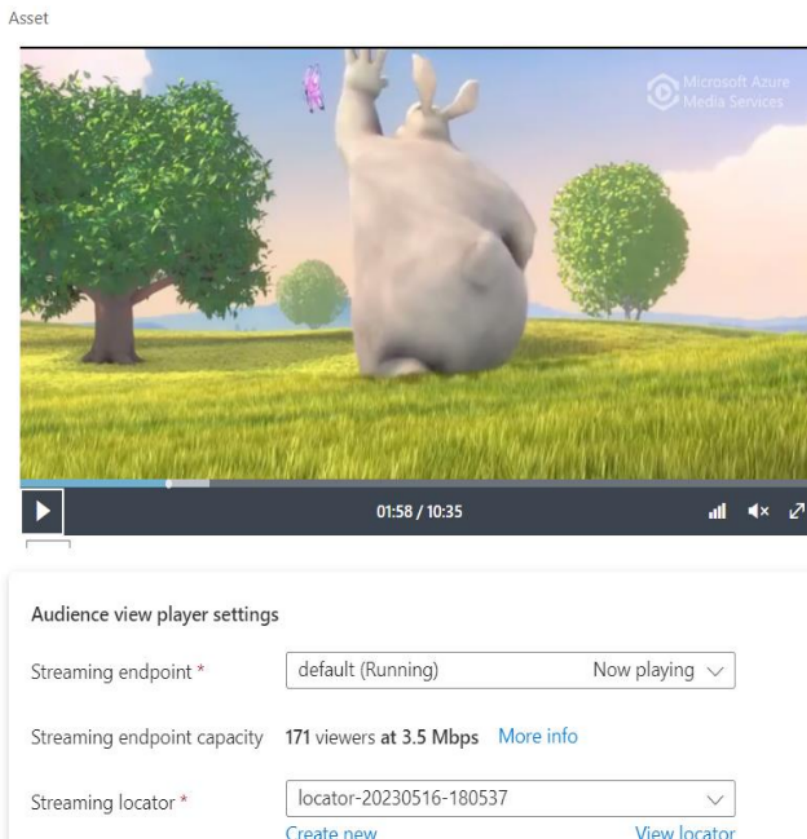 Asset
Microsoft Azure
Media Services
01:58 / 10:35
Audience view player settings
Streaming endpoint * default (Running) Now playing
Streaming endpoint capacity 171 viewers at 3.5 Mbps More info
Streaming locator * locator-20230516-180537
Create new View locator